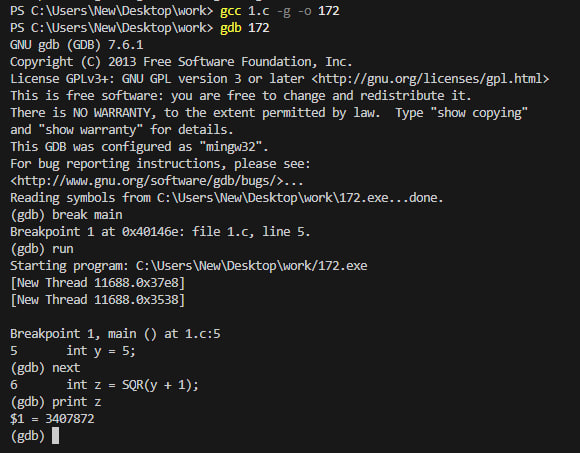 PS C:\Users\New\Desktop\work> gcc 1.c -g -o 172
PS C:\Users\New\Desktop\work> gdb 172
GNU gdb (GDB) 7.6.1
Copyright (C) 2013 Free Software Foundation, Inc.
License GPLv3+: GNU GPL version 3 or later <http://gnu.org/licenses/gpl.html>
This is free software: you are free to change and redistribute it.
There is NO WARRANTY, to the extent permitted by law.  Type "show copying"
and "show warranty" for details.
This GDB was configured as "mingw32".
For bug reporting instructions, please see:
<http://www.gnu.org/software/gdb/bugs/>...
Reading symbols from C:\Users\New\Desktop\work\172.exe...done.
(gdb) break main
Breakpoint 1 at 0x40146e: file 1.c, line 5.
(gdb) run
Starting program: C:\Users\New\Desktop\work/172.exe
[New Thread 11688.0x37e8]
[New Thread 11688.0x3538]

Breakpoint 1, main () at 1.c:5
5       int y = 5;
(gdb) next
6       int z = SQR(y + 1);
(gdb) print z
$1 = 3407872
(gdb)